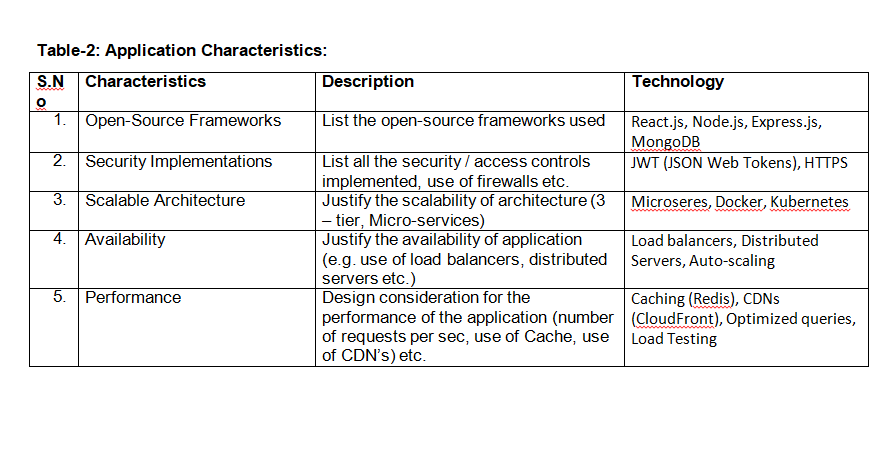 Table-2: Application Characteristics:
S.N
o
Characteristics
Description
Technology
1.
Open-Source Frameworks
List the open-source frameworks used
React.js, Node.js, Express.js,
MongoDB
2.
Security Implementations
List all the security / access controls
implemented, use of firewalls etc.
JWT (JSON Web Tokens), HTTPS
3.
Scalable Architecture
Justify the scalability of architecture (3
– tier, Micro-services)
Microseres, Docker, Kubernetes
4.
Availability
Justify the availability of application
(e.g. use of load balancers, distributed
servers etc.)
Load balancers, Distributed
Servers, Auto-scaling
5.
Performance
Design consideration for the
performance of the application (number
of requests per sec, use of Cache, use
of CDN’s) etc.
Caching (Redis), CDNs
(CloudFront), Optimized queries,
Load Testing